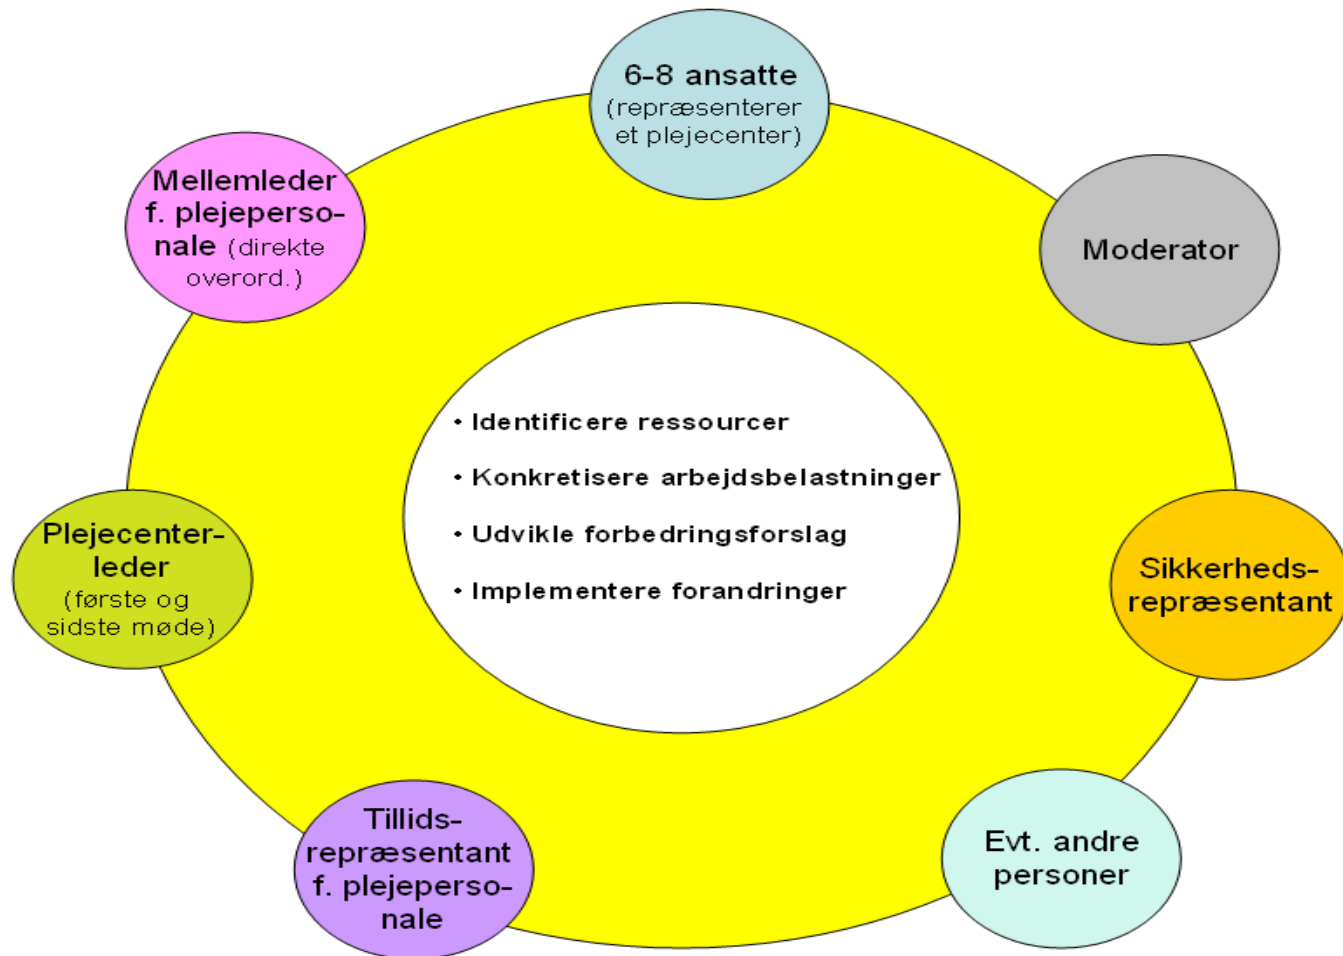 6-8 ansatte
(repræsenterer
et plejecenter)
Mellemleder
f. plejeperso-
nale (direkte
overord.)
Moderator
• Identificere ressourcer
• Konkretisere arbejdsbelastninger
• Udvikle forbedringsforslag
• Implementere forandringer
Plejecenter-
leder
(første og
sidste møde)
Sikkerheds-
repræsentant
Tillids-
repræsentant
f. plejeperso-
nale
Evt. andre
personer